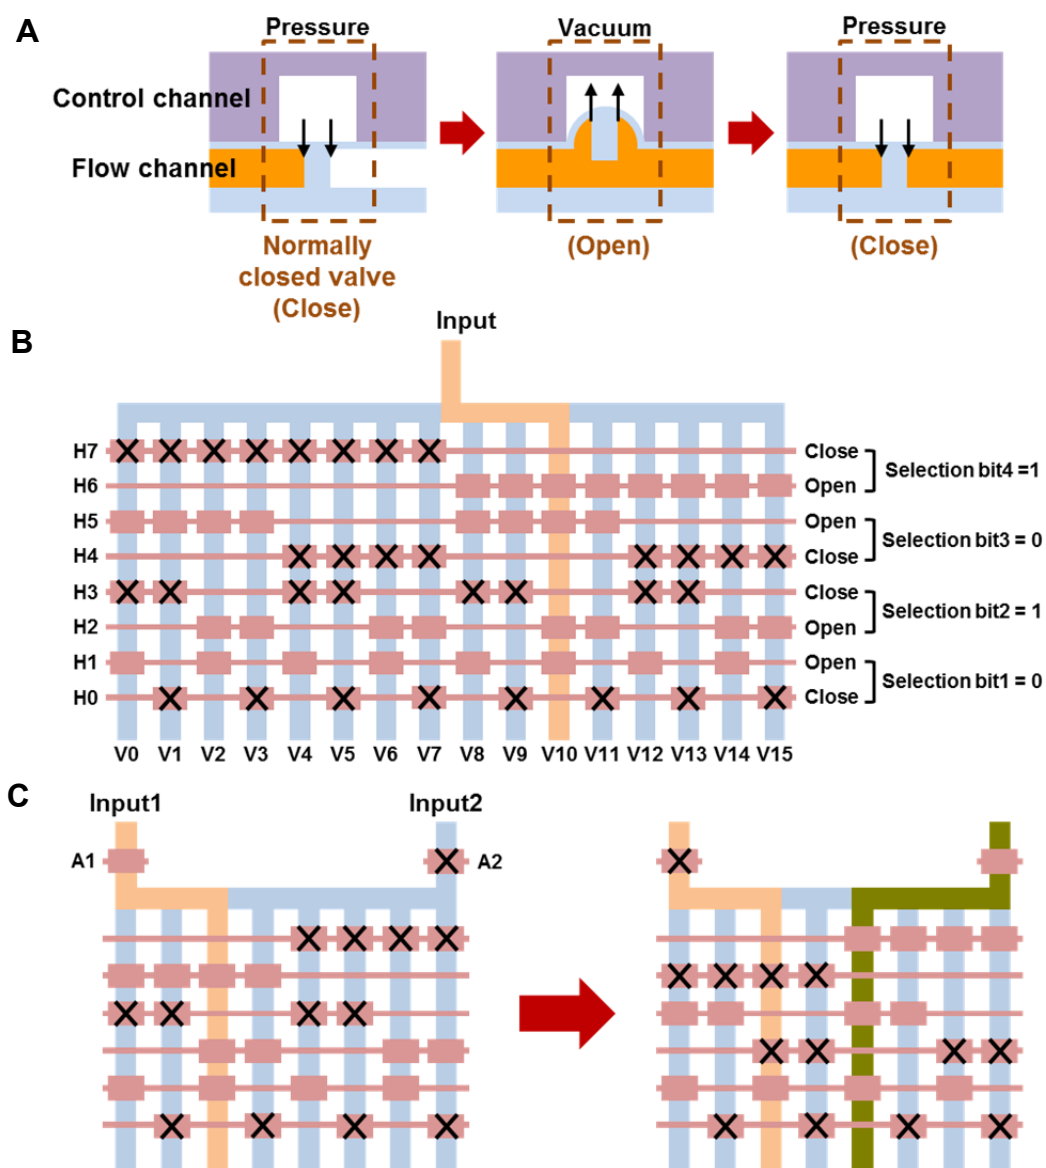 A
Pressure
Vacuum
Pressure
Control channel
Flow channel
Normally
closed valve
(Close)
(Open)
(Close)
B
Input
H7
Close
H6
Open
Selection bit4 =1
H5
Open
H4
Close
Selection bit3 = 0
H3
Close
H2
Open
Selection bit2 = 1
H1
Open
H0
Close
Selection bit1 = 0
V0 V1 V2 V3 V4 V5 V6 V7 V8 V9 V10 V11 V12 V13 V14 V15
C
Input1
Input2
A1
A2